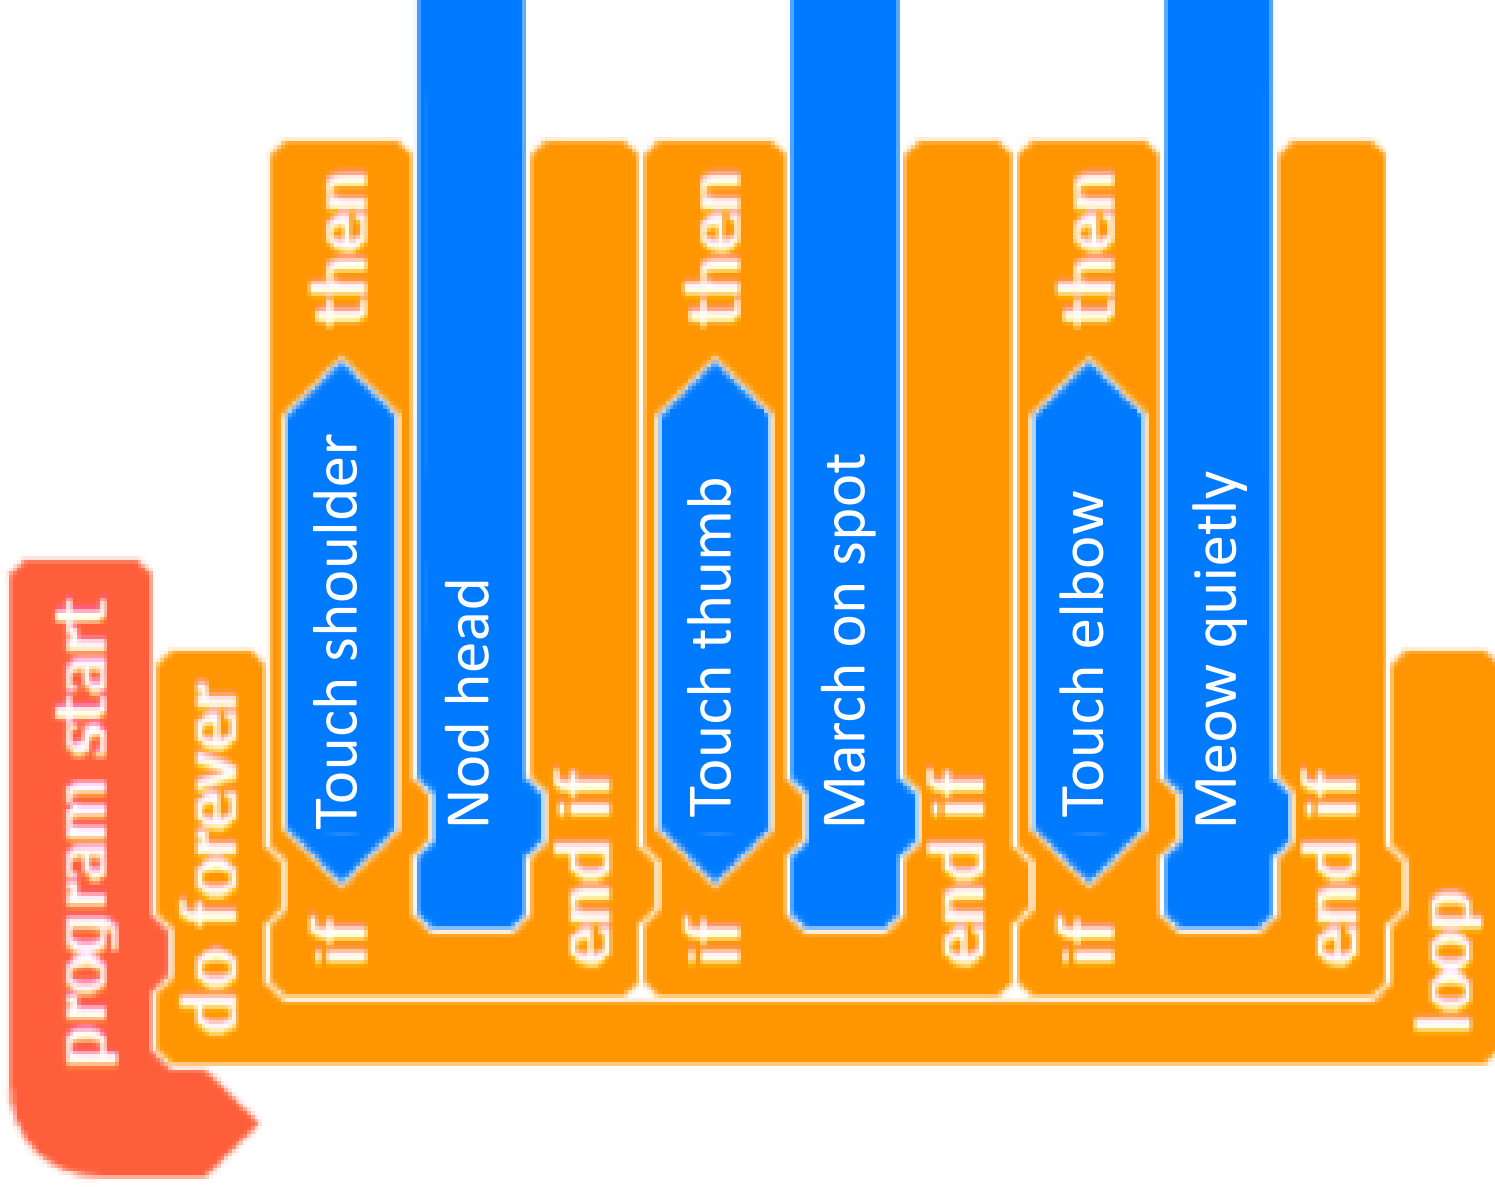 program start
do forever
if Touch shoulder then
Nod head
end if
if Touch thumb then
March on spot
end if
if Touch elbow then
Meow quietly
end if
loop